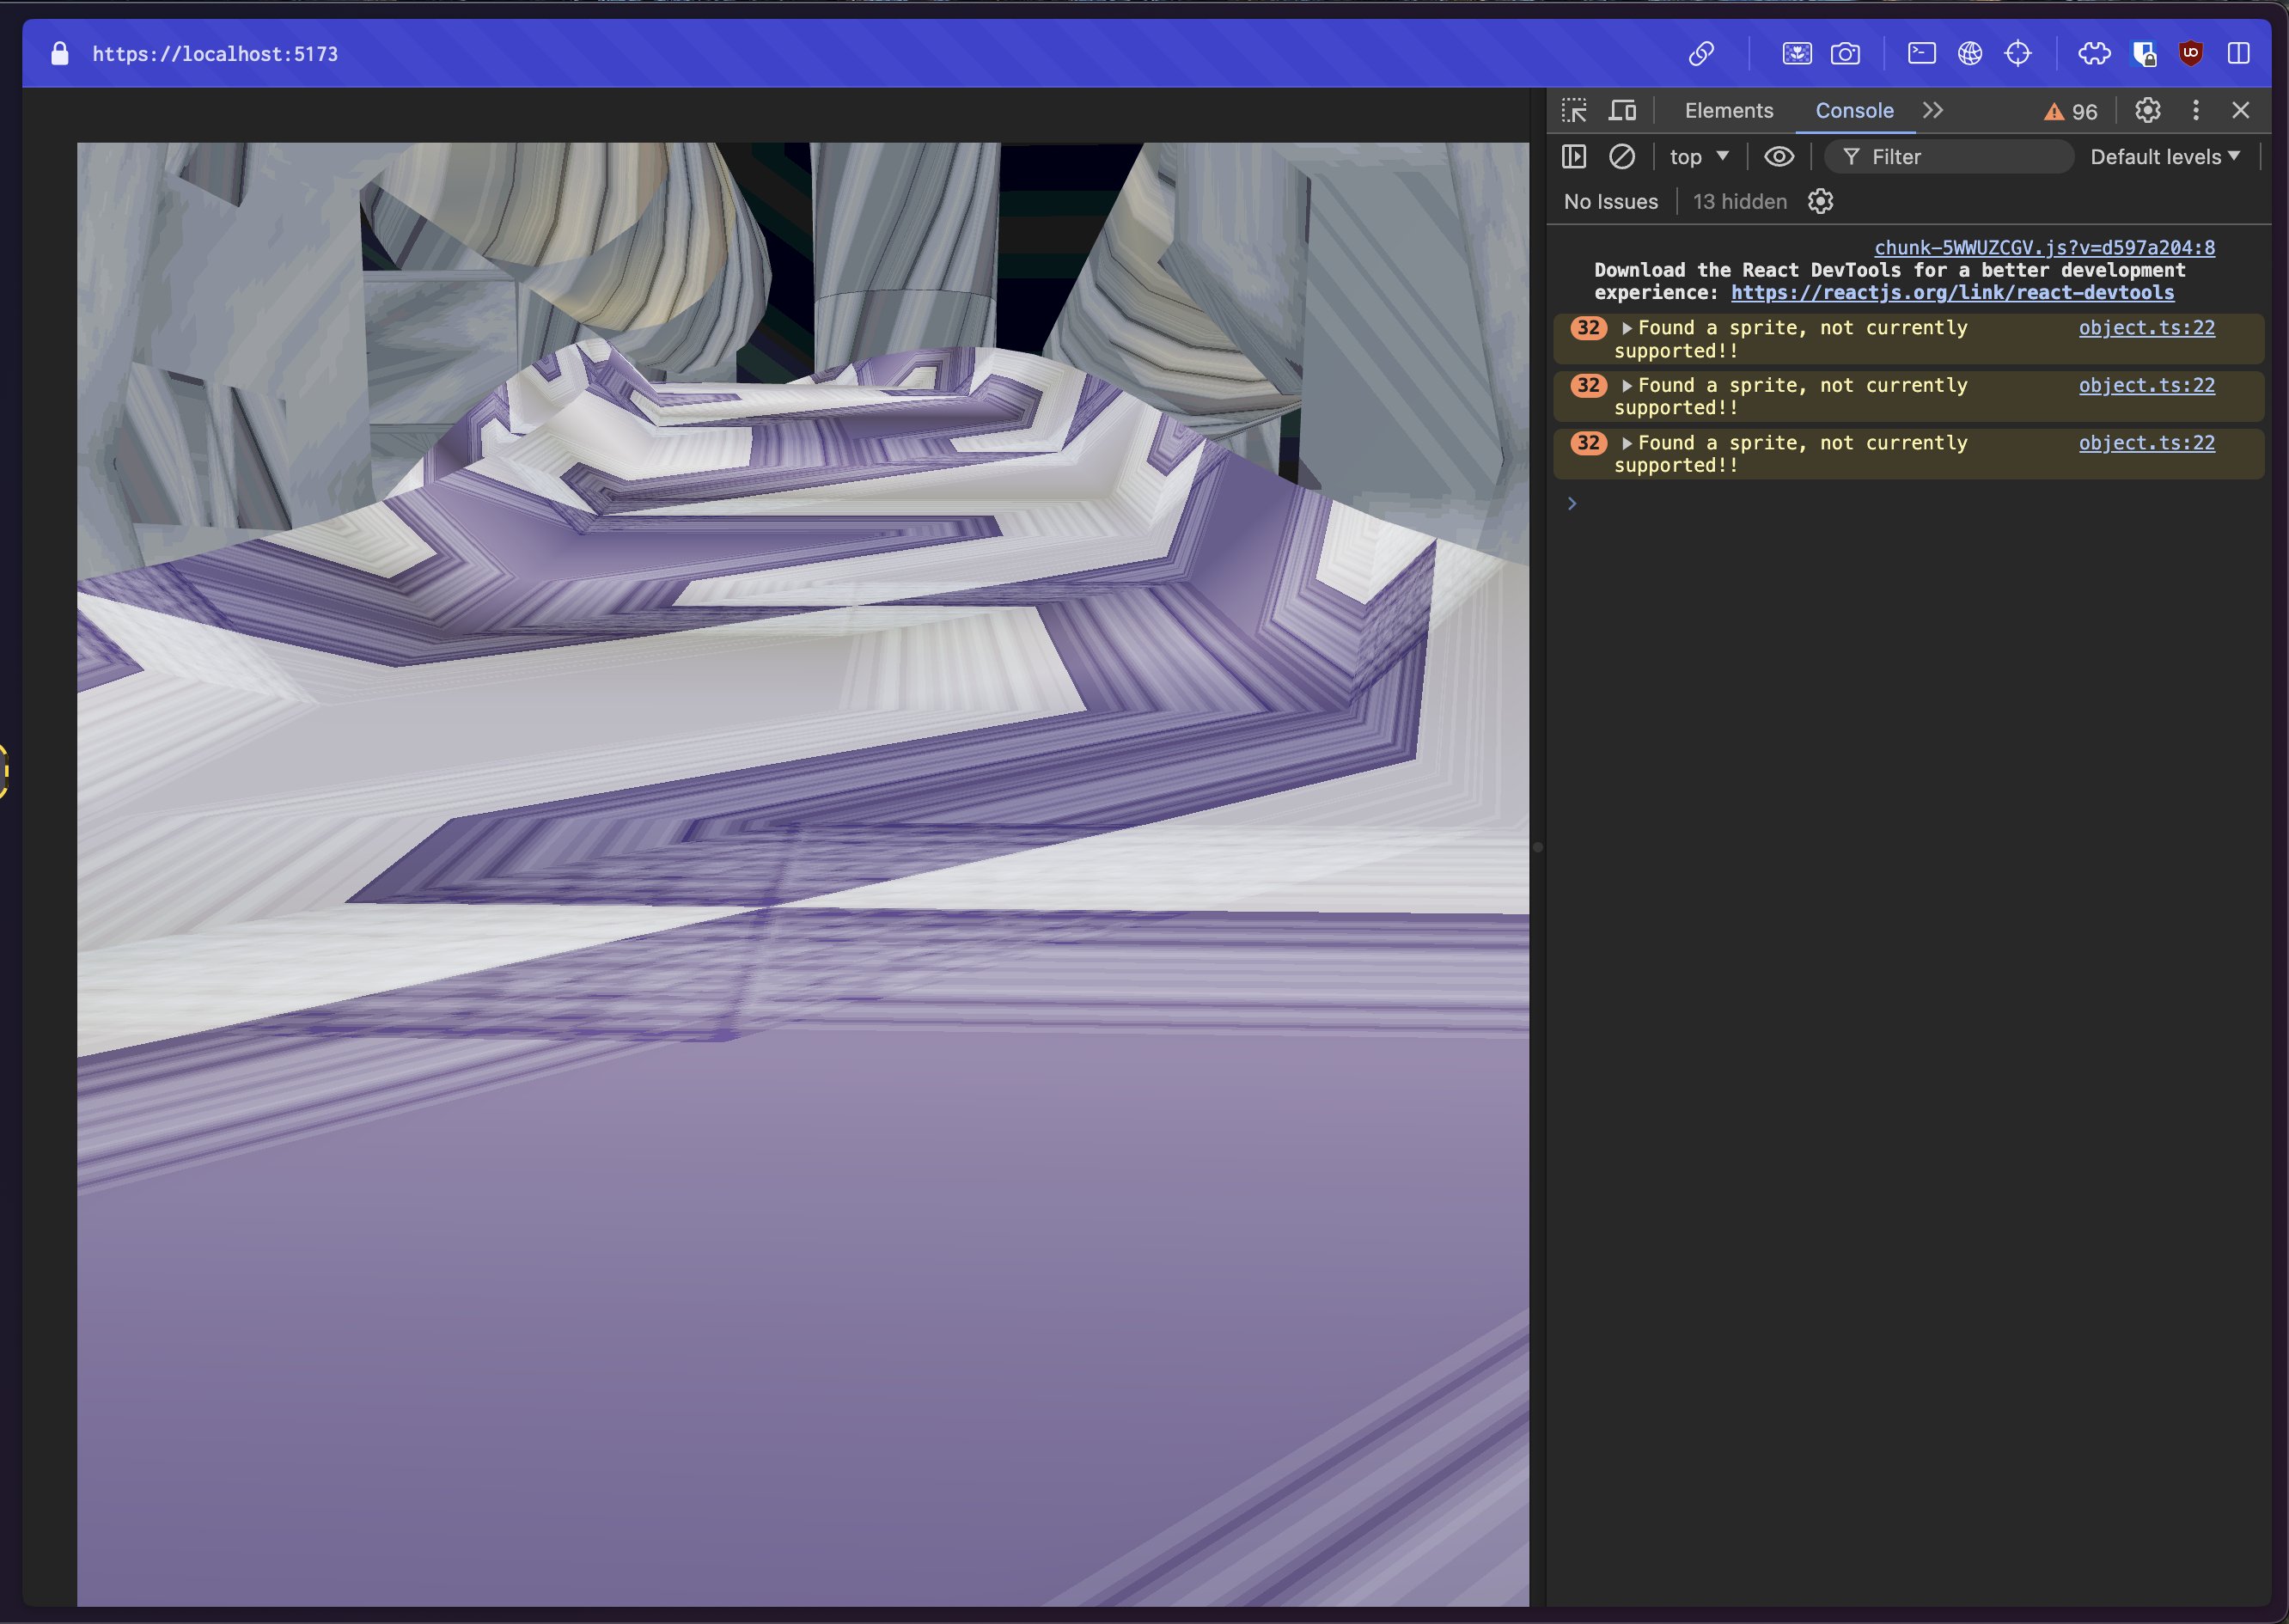 https://localhost:5173
Elements
Console
96
top
Filter
Default levels
No Issues
13 hidden
chunk-5WWUZCGV.js?v=d597a204:8
Download the React DevTools for a better development
experience: https://reactjs.org/link/react-devtools
32 Found a sprite, not currently object.ts:22
supported!!
32 Found a sprite, not currently object.ts:22
supported!!
32 Found a sprite, not currently object.ts:22
supported!!